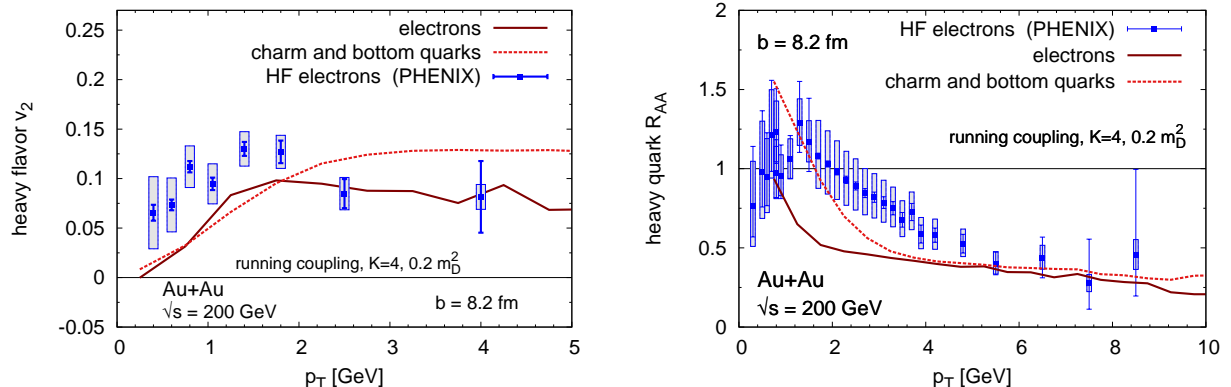 0.25
0.2
0.15
0.1
0.05
0
-0.05
0
1
2
3
4
5
heavy flavor v2
pT [GeV]
electrons
charm and bottom quarks
HF electrons (PHENIX)
running coupling, K=4, 0.2 m_D^2
Au+Au
√s = 200 GeV
b = 8.2 fm
2
1.5
1
0.5
0
0
2
4
6
8
10
heavy quark RAA
pT [GeV]
b = 8.2 fm
HF electrons (PHENIX)
electrons
charm and bottom quarks
running coupling, K=4, 0.2 m_D^2
Au+Au
√s = 200 GeV